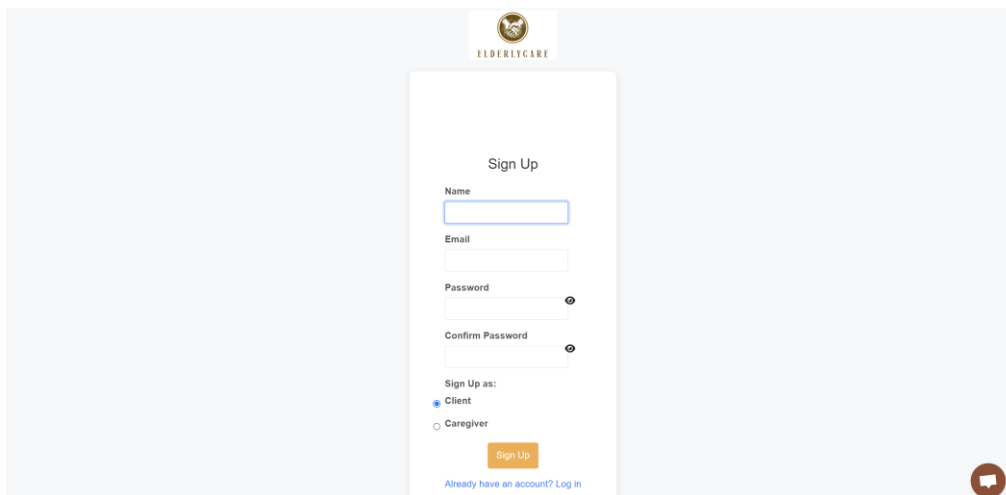 ELDERLYCARE
Sign Up
Name
Email
Password
Confirm Password
Sign Up as:
Client
Caregiver
Sign Up
Already have an account? Log in